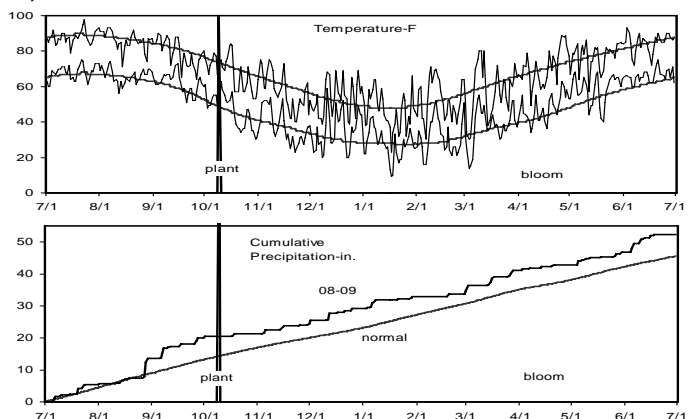 Temperature-F
100
80
60
40
20
0
plant
bloom
7/1 8/1 9/1 10/1 11/1 12/1 1/1 2/1 3/1 4/1 5/1 6/1 7/1
Cumulative
Precipitation-in.
50
40
30
20
10
0
08-09
normal
plant
bloom
7/1 8/1 9/1 10/1 11/1 12/1 1/1 2/1 3/1 4/1 5/1 6/1 7/1